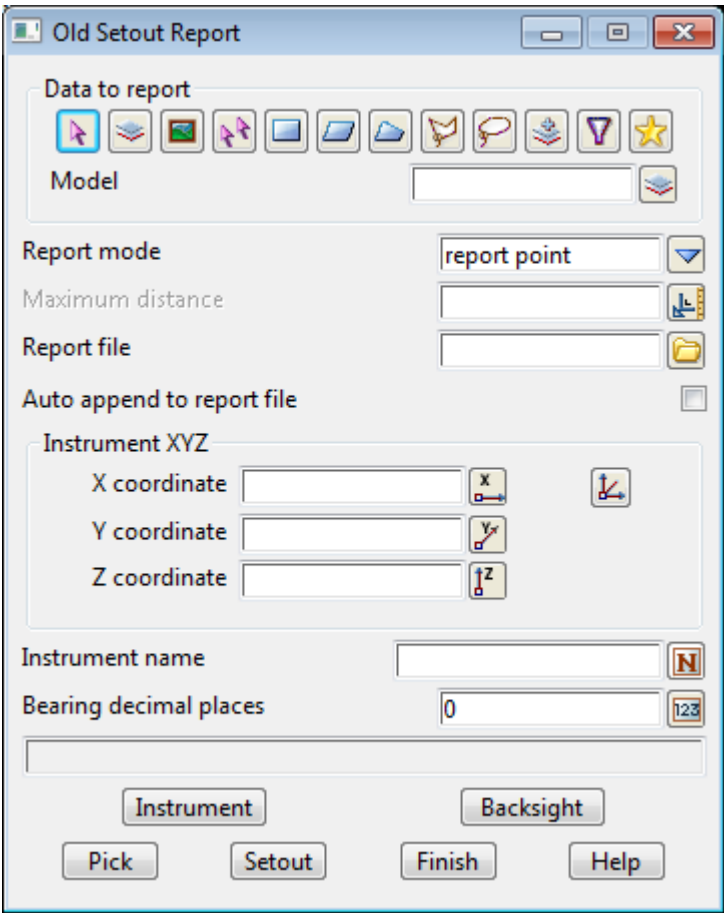 Old Setout Report
Data to report
Model
Report mode report point
Maximum distance
Report file
Auto append to report file
Instrument XYZ
X coordinate X
Y coordinate Y
Z coordinate Z
Instrument name N
Bearing decimal places 0 123
Instrument Backsight
Pick Setout Finish Help